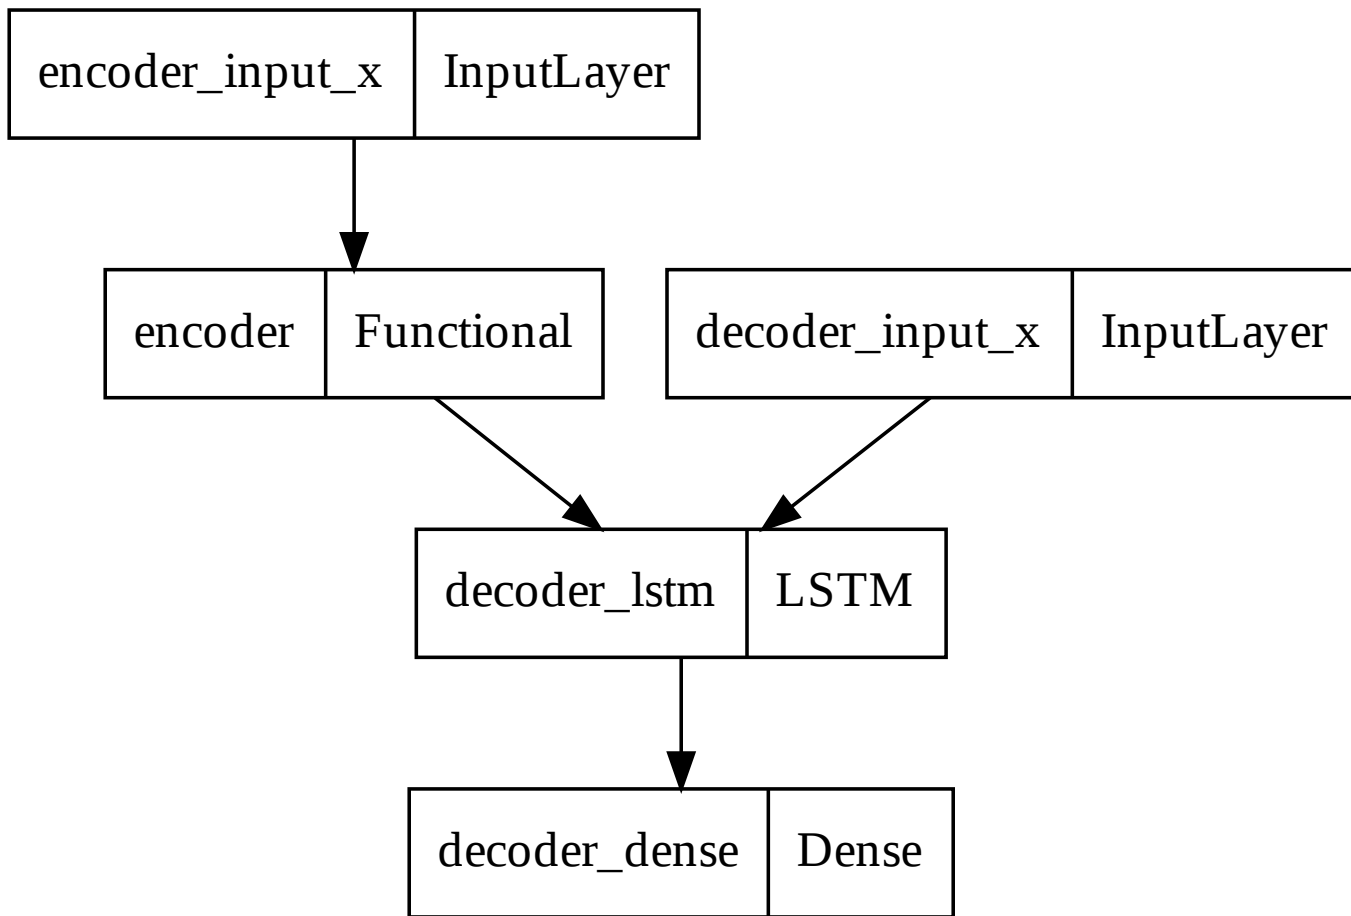 encoder_input_x InputLayer
encoder Functional
decoder_input_x InputLayer
decoder_lstm LSTM
decoder_dense Dense